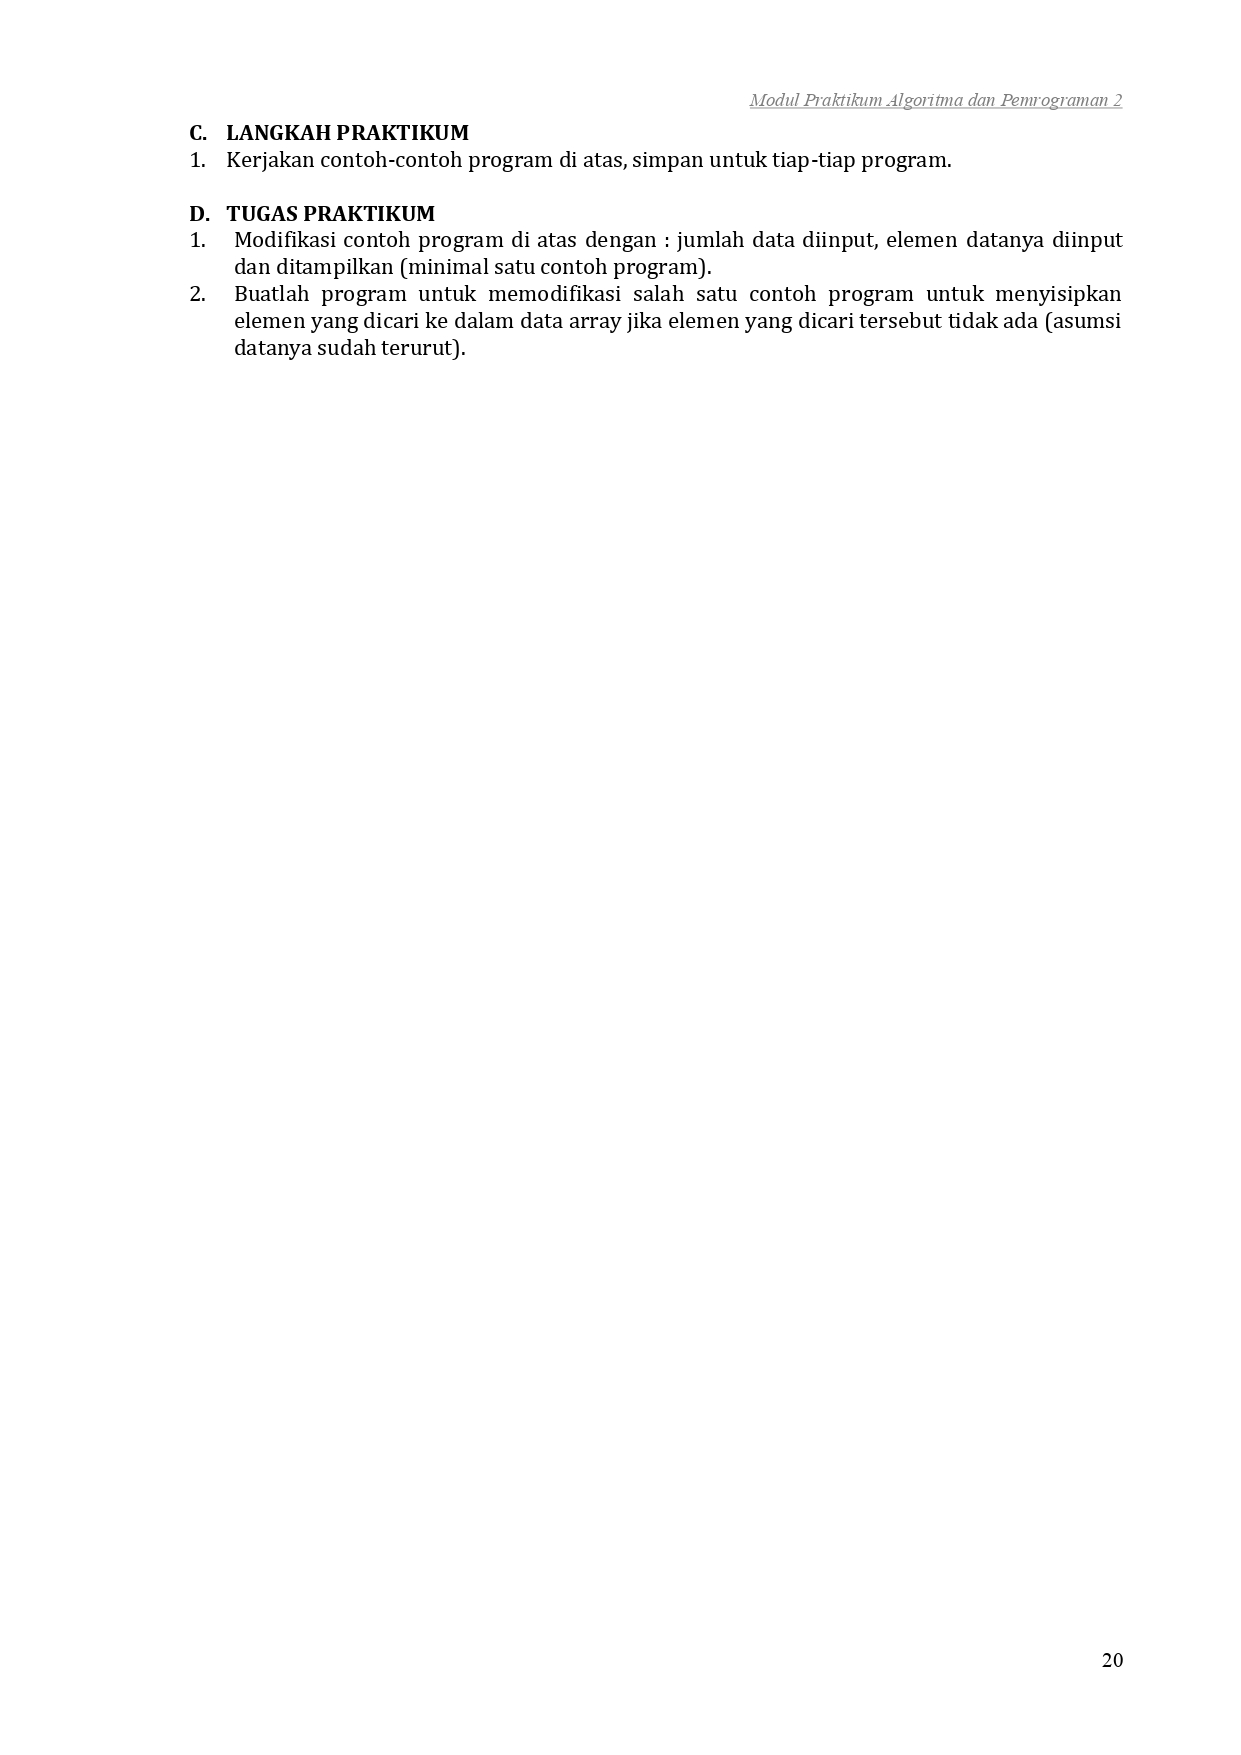 Modul Praktikum Algoritma dan Pemrograman 2
C. LANGKAH PRAKTIKUM
1. Kerjakan contoh-contoh program di atas, simpan untuk tiap-tiap program.
D. TUGAS PRAKTIKUM
1. Modifikasi contoh program di atas dengan : jumlah data diinput, elemen datanya diinput
dan ditampilkan (minimal satu contoh program).
2. Buatlah program untuk memodifikasi salah satu contoh program untuk menyisipkan
elemen yang dicari ke dalam data array jika elemen yang dicari tersebut tidak ada (asumsi
datanya sudah terurut).
20